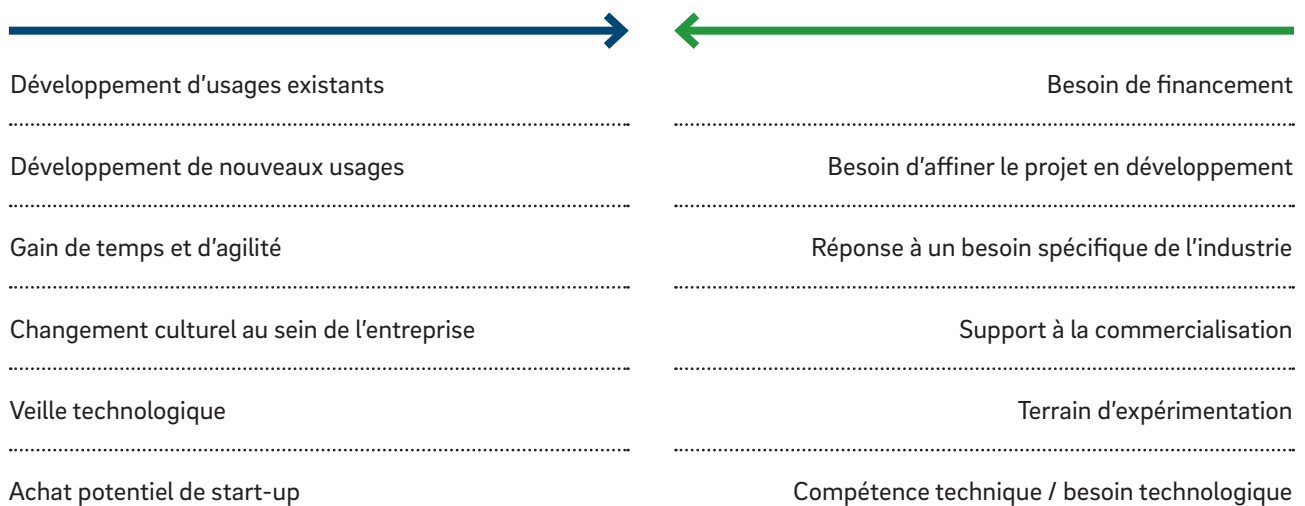 Développement d'usages existants
Besoin de financement
Développement de nouveaux usages
Besoin d'affiner le projet en développement
Gain de temps et d'agilité
Réponse à un besoin spécifique de l'industrie
Changement culturel au sein de l'entreprise
Support à la commercialisation
Veille technologique
Terrain d'expérimentation
Achat potentiel de start-up
Compétence technique / besoin technologique